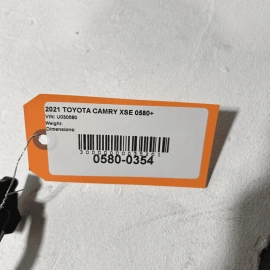 2021 TOYOTA CAMRY XSE 0580+
VIN: U030580
Weight:
Dimensions:
0580-0354